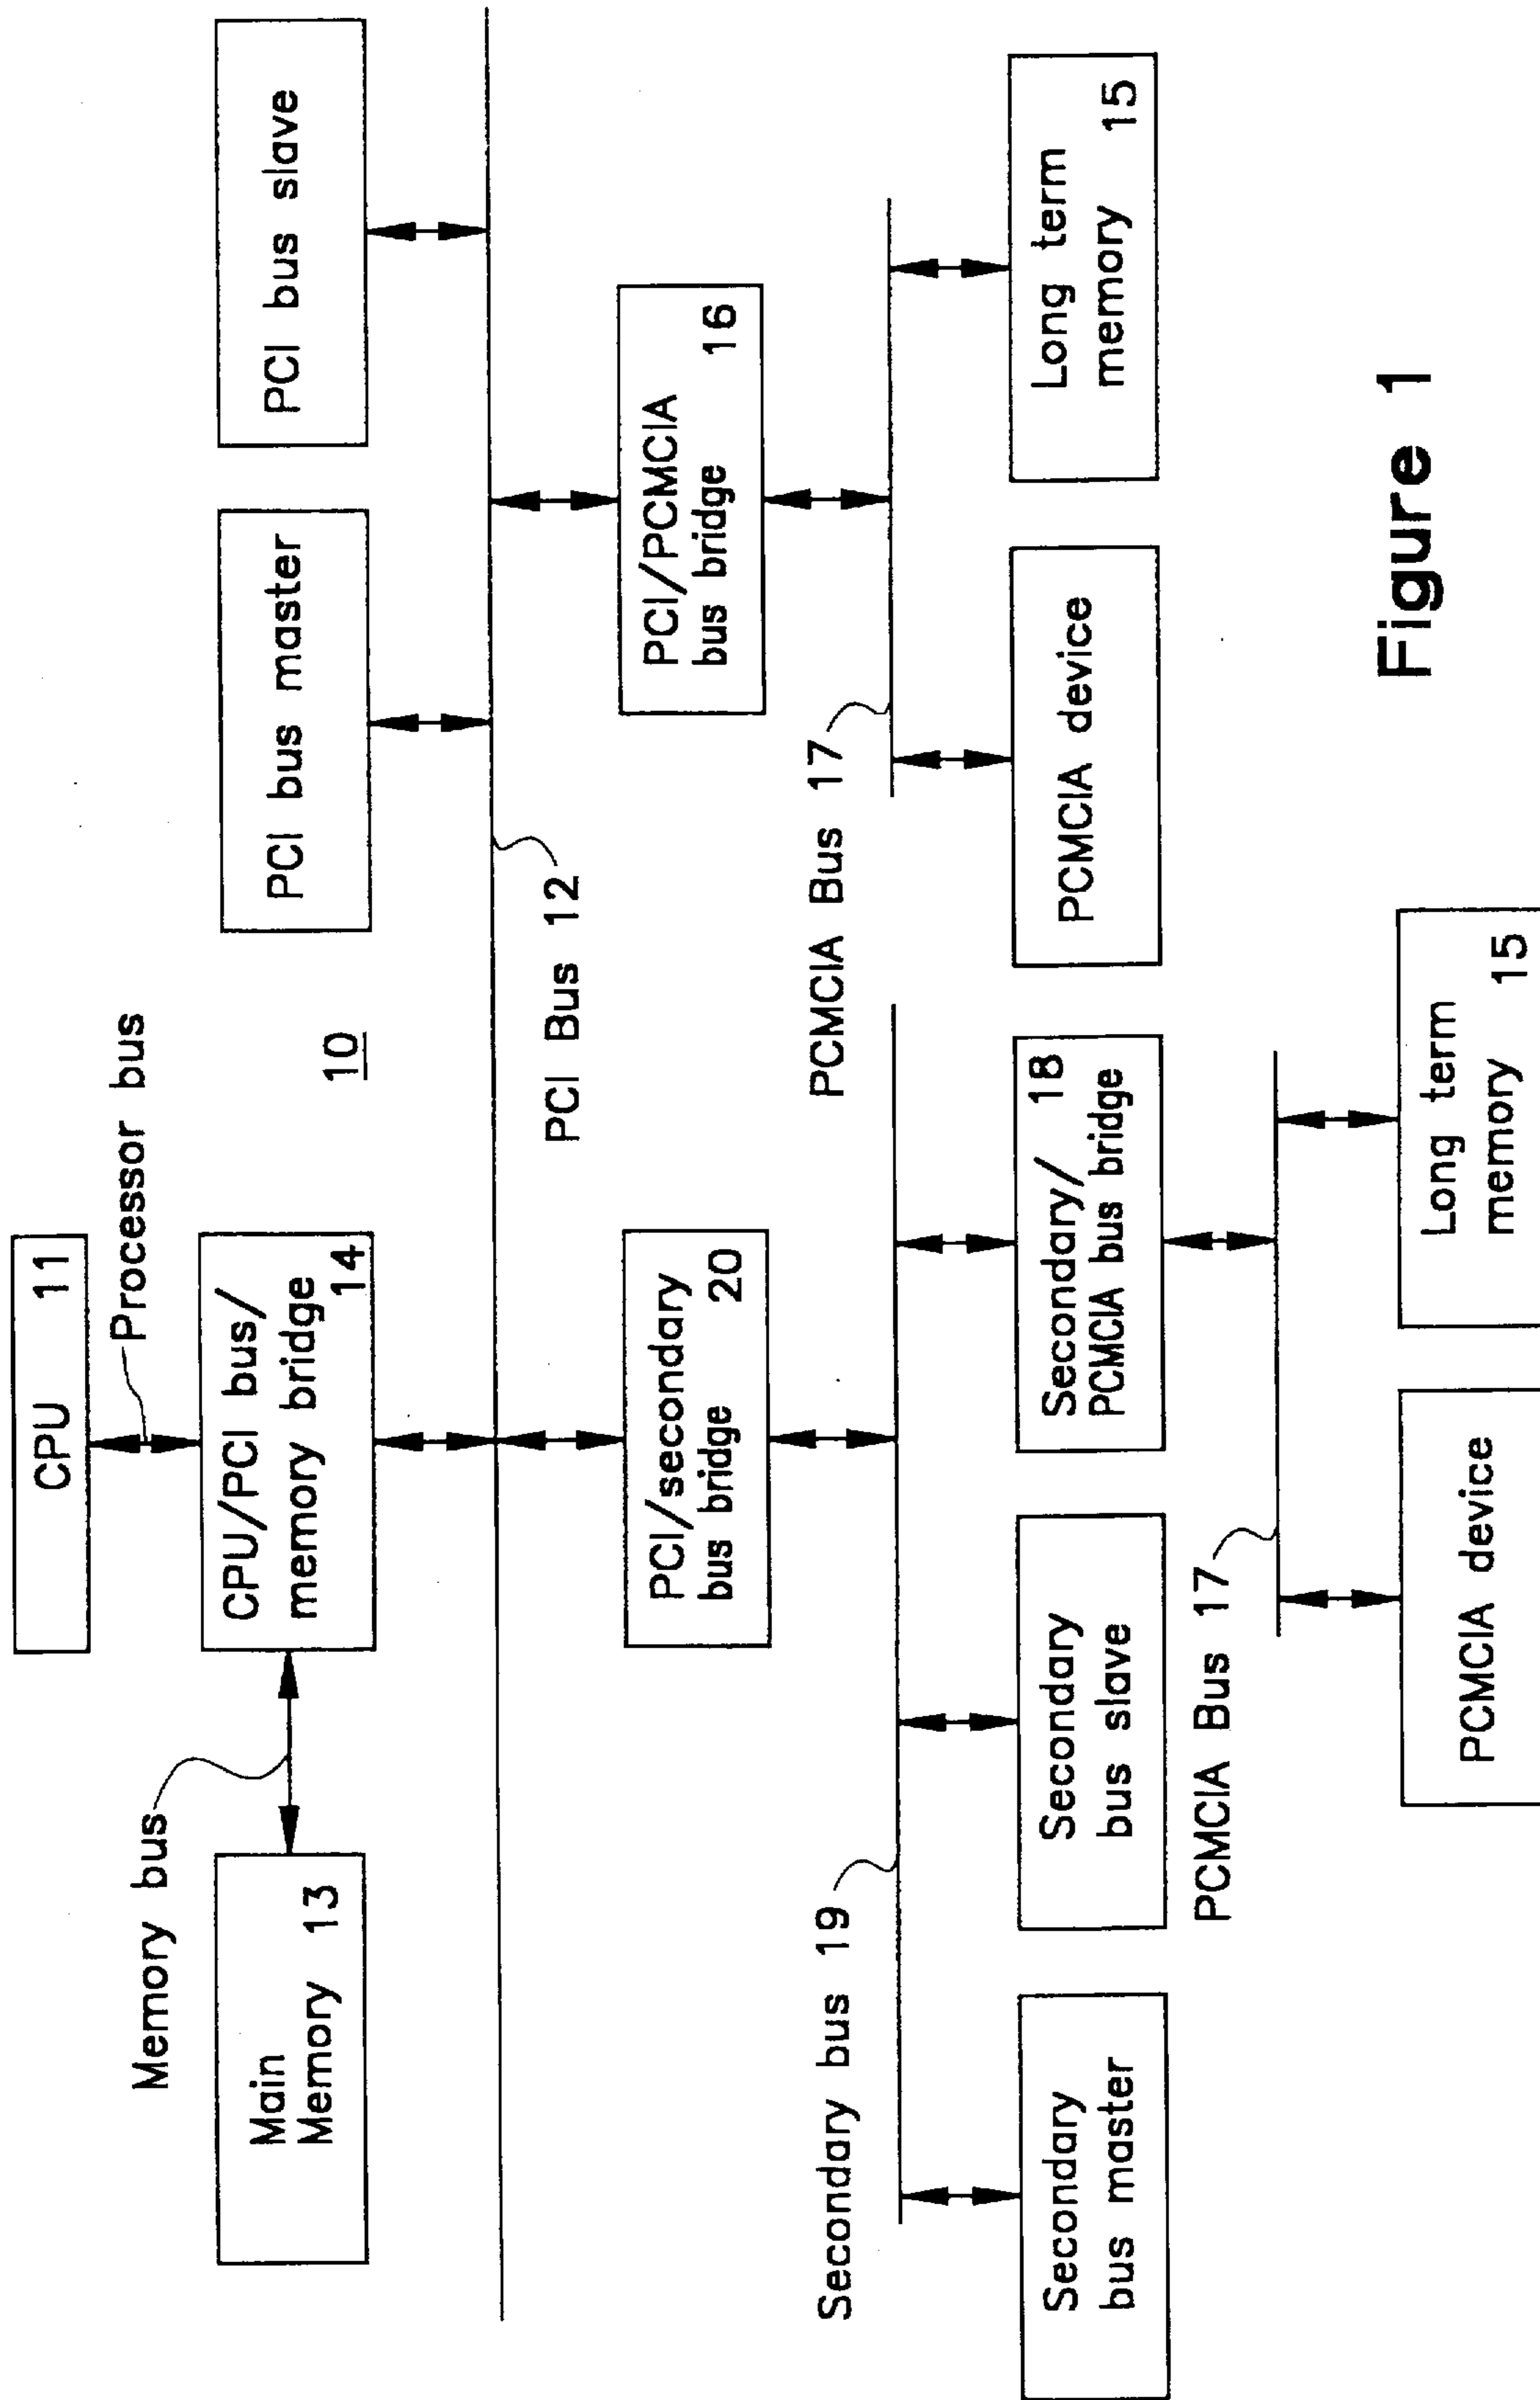 CPU 11
Processor bus
Memory bus
Main
Memory 13
CPU/PCI bus/
memory bridge
14
10
PCI bus master
PCI bus slave
PCI Bus 12
PCI/secondary
bus bridge 20
PCI/PCMCIA
bus bridge 16
Secondary bus 19
PCMCIA Bus 17
Secondary
bus master
Secondary
bus slave
Secondary/ 18
PCMCIA bus bridge
PCMCIA device
Long term
memory 15
PCMCIA Bus 17
PCMCIA device
Long term
memory 15
Figure 1